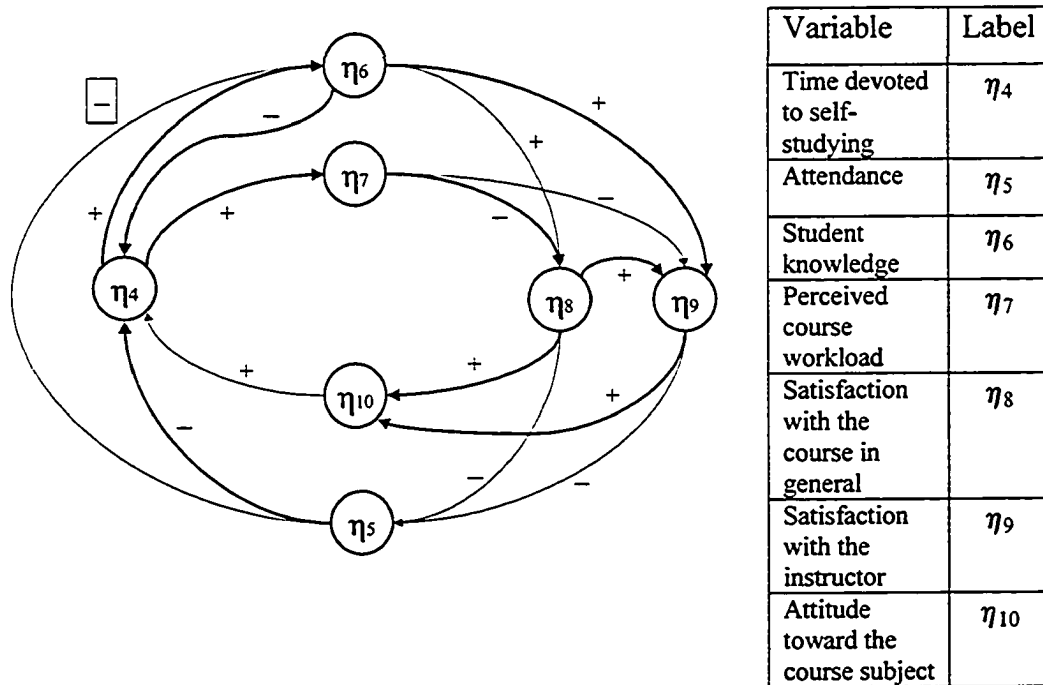 η6
−
−
+
+
η7
+
+
−
−
η4
η8
+
η9
+
+
+
η10
−
−
−
η5
Variable Label
Time devoted
to self-
studying
η4
Attendance η5
Student
knowledge
η6
Perceived
course
workload
η7
Satisfaction
with the
course in
general
η8
Satisfaction
with the
instructor
η9
Attitude
toward the
course subject
η10